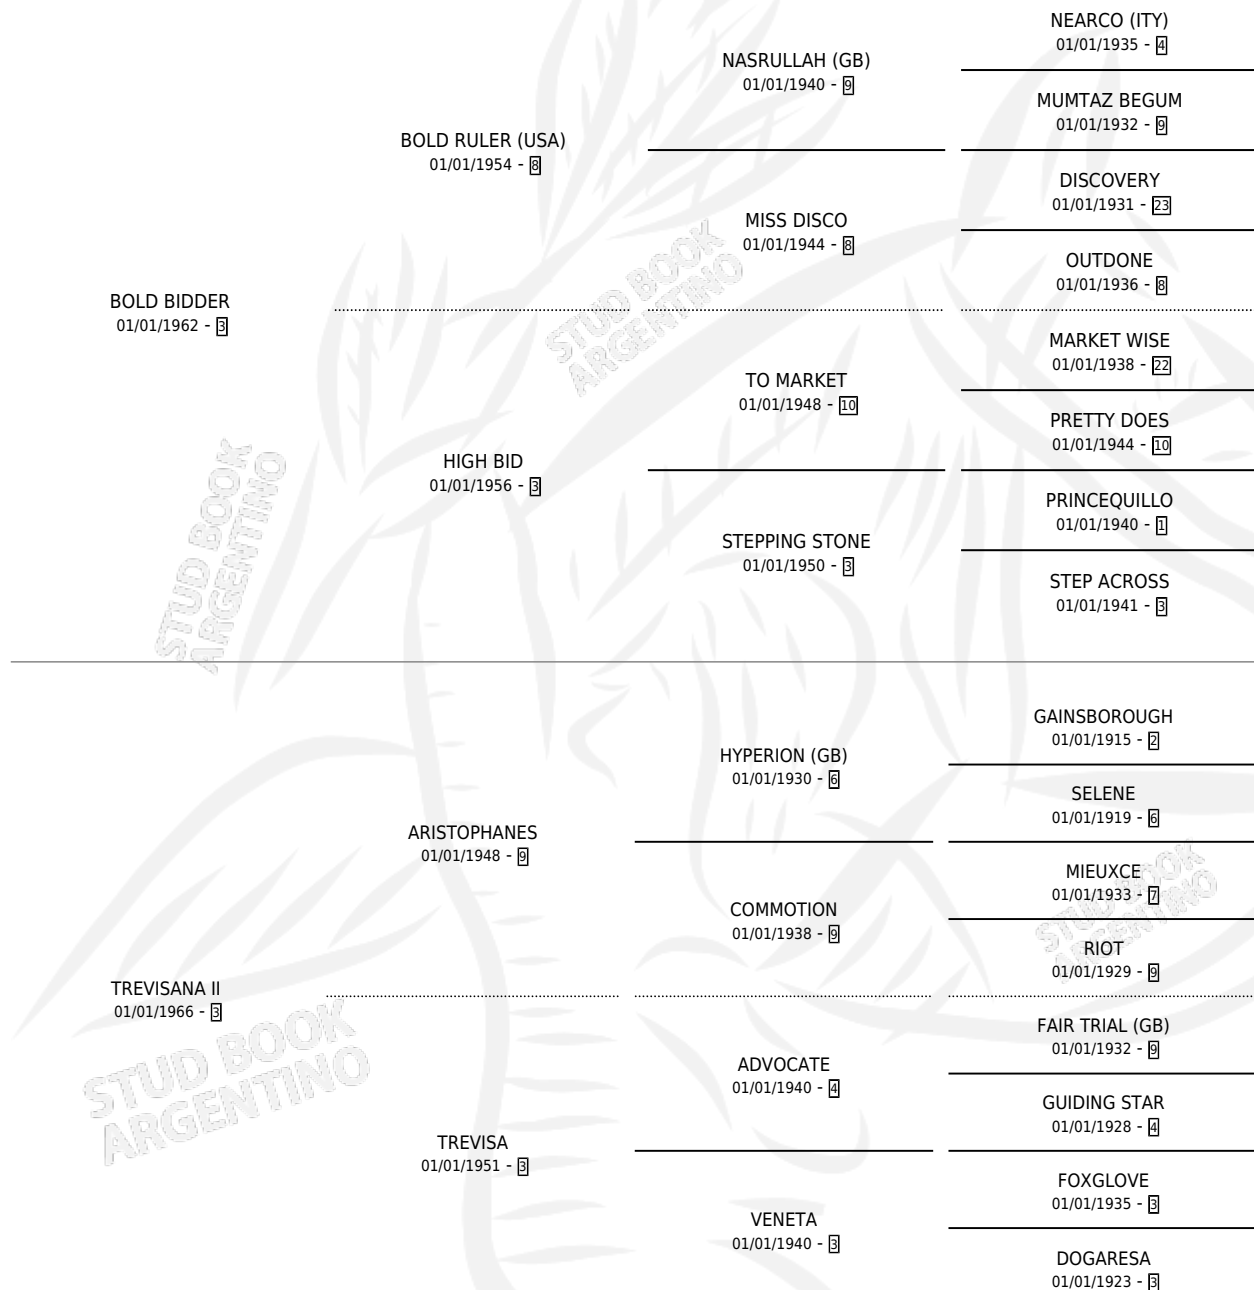 BOLD BIDDER
01/01/1962 - 3
BOLD RULER (USA)
01/01/1954 - 8
HIGH BID
01/01/1956 - 3
NASRULLAH (GB)
01/01/1940 - 9
MISS DISCO
01/01/1944 - 8
TO MARKET
01/01/1948 - 10
STEPPING STONE
01/01/1950 - 3
NEARCO (ITY)
01/01/1935 - 4
MUMTAZ BEGUM
01/01/1932 - 9
DISCOVERY
01/01/1931 - 23
OUTDONE
01/01/1936 - 8
MARKET WISE
01/01/1938 - 22
PRETTY DOES
01/01/1944 - 10
PRINCEQUILLO
01/01/1940 - 1
STEP ACROSS
01/01/1941 - 3
STUD BOOK
ARGENTINO
STUD BOOK
ARGENTINO
TREVISANA II
01/01/1966 - 3
ARISTOPHANES
01/01/1948 - 9
TREVISA
01/01/1951 - 3
HYPERION (GB)
01/01/1930 - 6
COMMOTION
01/01/1938 - 9
ADVOCATE
01/01/1940 - 4
VENETA
01/01/1940 - 3
GAINSBOROUGH
01/01/1915 - 2
SELENE
01/01/1919 - 6
MIEUXCE
01/01/1933 - 7
RIOT
01/01/1929 - 9
FAIR TRIAL (GB)
01/01/1932 - 9
GUIDING STAR
01/01/1928 - 4
FOXGLOVE
01/01/1935 - 3
DOGARESA
01/01/1923 - 3
STUD BOOK
ARGENTINO
STUD BOOK
ARGENTINO